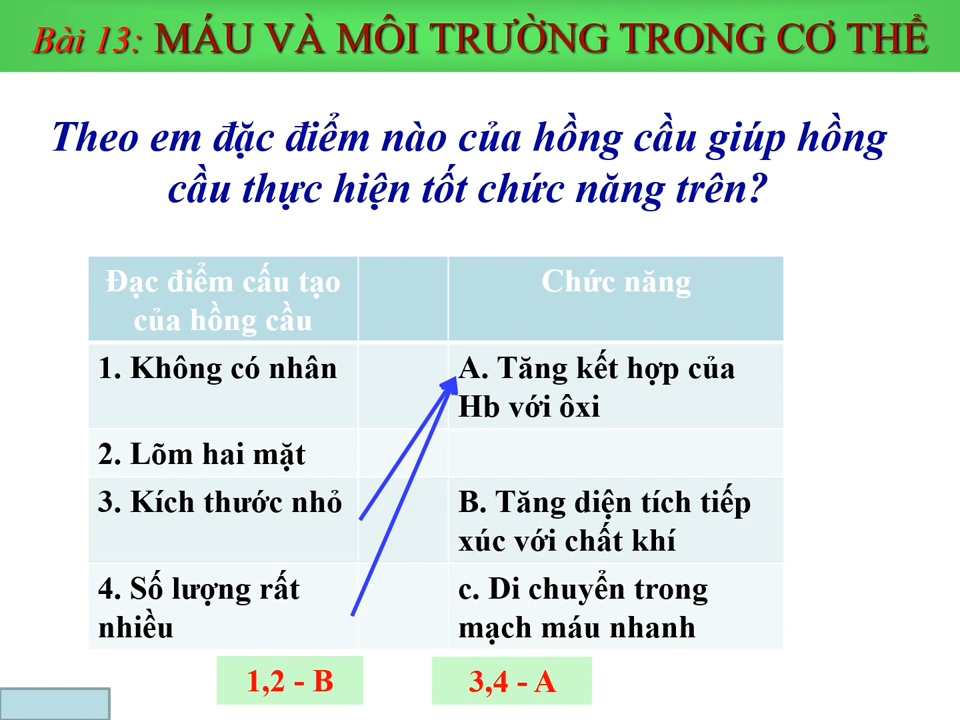 Bài 13: MÁU VÀ MÔI TRƯỜNG TRONG CƠ THỂ
Theo em đặc điểm nào của hồng cầu giúp hồng
cầu thực hiện tốt chức năng trên?
Đạc điểm cấu tạo
của hồng cầu
Chức năng
1. Không có nhân
A. Tăng kết hợp của
Hb với ôxi
2. Lõm hai mặt
3. Kích thước nhỏ
B. Tăng diện tích tiếp
xúc với chất khí
4. Số lượng rất
nhiều
c. Di chuyển trong
mạch máu nhanh
1,2 - B
3,4 - A